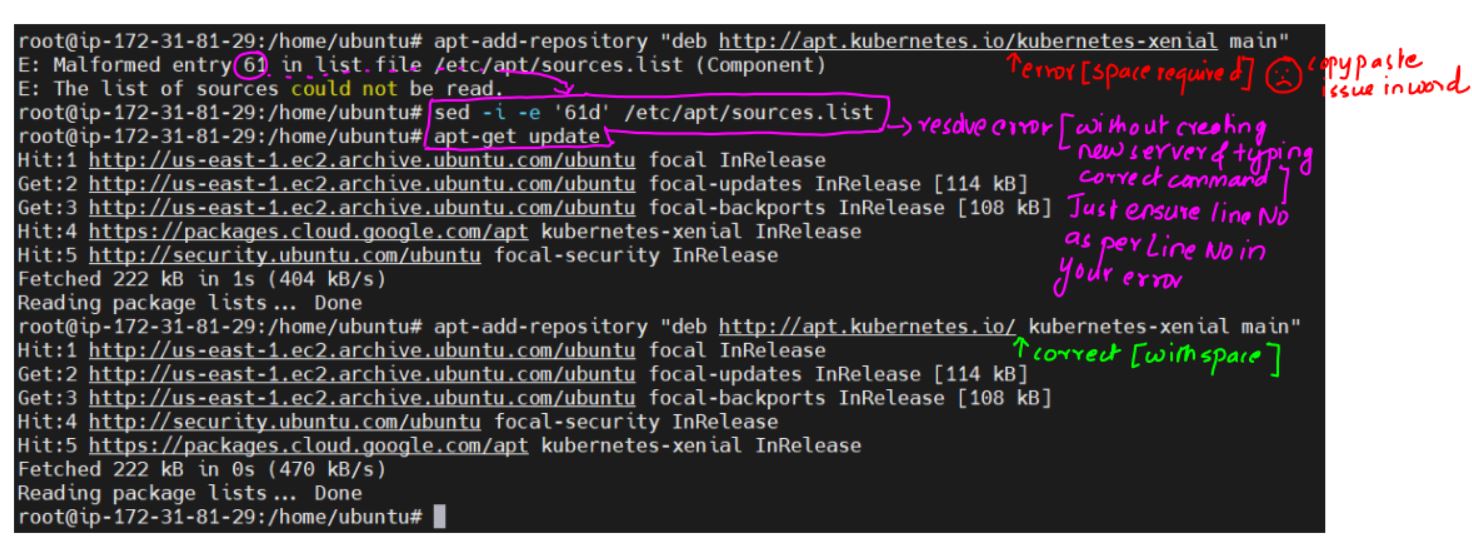 root@ip-172-31-81-29:/home/ubuntu# apt-add-repository "deb http://apt.kubernetes.io/kubernetes-xenial main"
E: Malformed entry 61 in list file /etc/apt/sources.list (Component)
↑error [space required] ☹ copy paste
issue in word
E: The list of sources could not be read.
root@ip-172-31-81-29:/home/ubuntu# sed -i -e '61d' /etc/apt/sources.list
root@ip-172-31-81-29:/home/ubuntu# apt-get update
→ resolve error [without creating
new server & typing
correct command]
Just ensure line No
as per Line No in
your error
Hit:1 http://us-east-1.ec2.archive.ubuntu.com/ubuntu focal InRelease
Get:2 http://us-east-1.ec2.archive.ubuntu.com/ubuntu focal-updates InRelease [114 kB]
Get:3 http://us-east-1.ec2.archive.ubuntu.com/ubuntu focal-backports InRelease [108 kB]
Hit:4 https://packages.cloud.google.com/apt kubernetes-xenial InRelease
Hit:5 http://security.ubuntu.com/ubuntu focal-security InRelease
Fetched 222 kB in 1s (404 kB/s)
Reading package lists... Done
root@ip-172-31-81-29:/home/ubuntu# apt-add-repository "deb http://apt.kubernetes.io/ kubernetes-xenial main"
↑ correct [with space]
Hit:1 http://us-east-1.ec2.archive.ubuntu.com/ubuntu focal InRelease
Get:2 http://us-east-1.ec2.archive.ubuntu.com/ubuntu focal-updates InRelease [114 kB]
Get:3 http://us-east-1.ec2.archive.ubuntu.com/ubuntu focal-backports InRelease [108 kB]
Hit:4 http://security.ubuntu.com/ubuntu focal-security InRelease
Hit:5 https://packages.cloud.google.com/apt kubernetes-xenial InRelease
Fetched 222 kB in 0s (470 kB/s)
Reading package lists... Done
root@ip-172-31-81-29:/home/ubuntu#